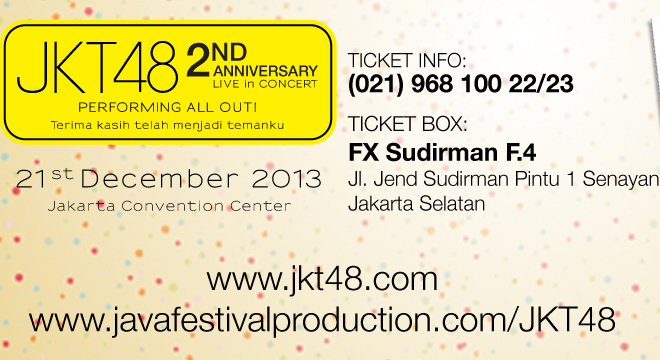 JKT48 2ND
ANNIVERSARY
LIVE in CONCERT
PERFORMING ALL OUT!
Terima kasih telah menjadi temanku
21st December 2013
Jakarta Convention Center
TICKET INFO:
(021) 968 100 22/23
TICKET BOX:
FX Sudirman F.4
Jl. Jend Sudirman Pintu 1 Senayan
Jakarta Selatan
www.jkt48.com
www.javafestivalproduction.com/JKT48